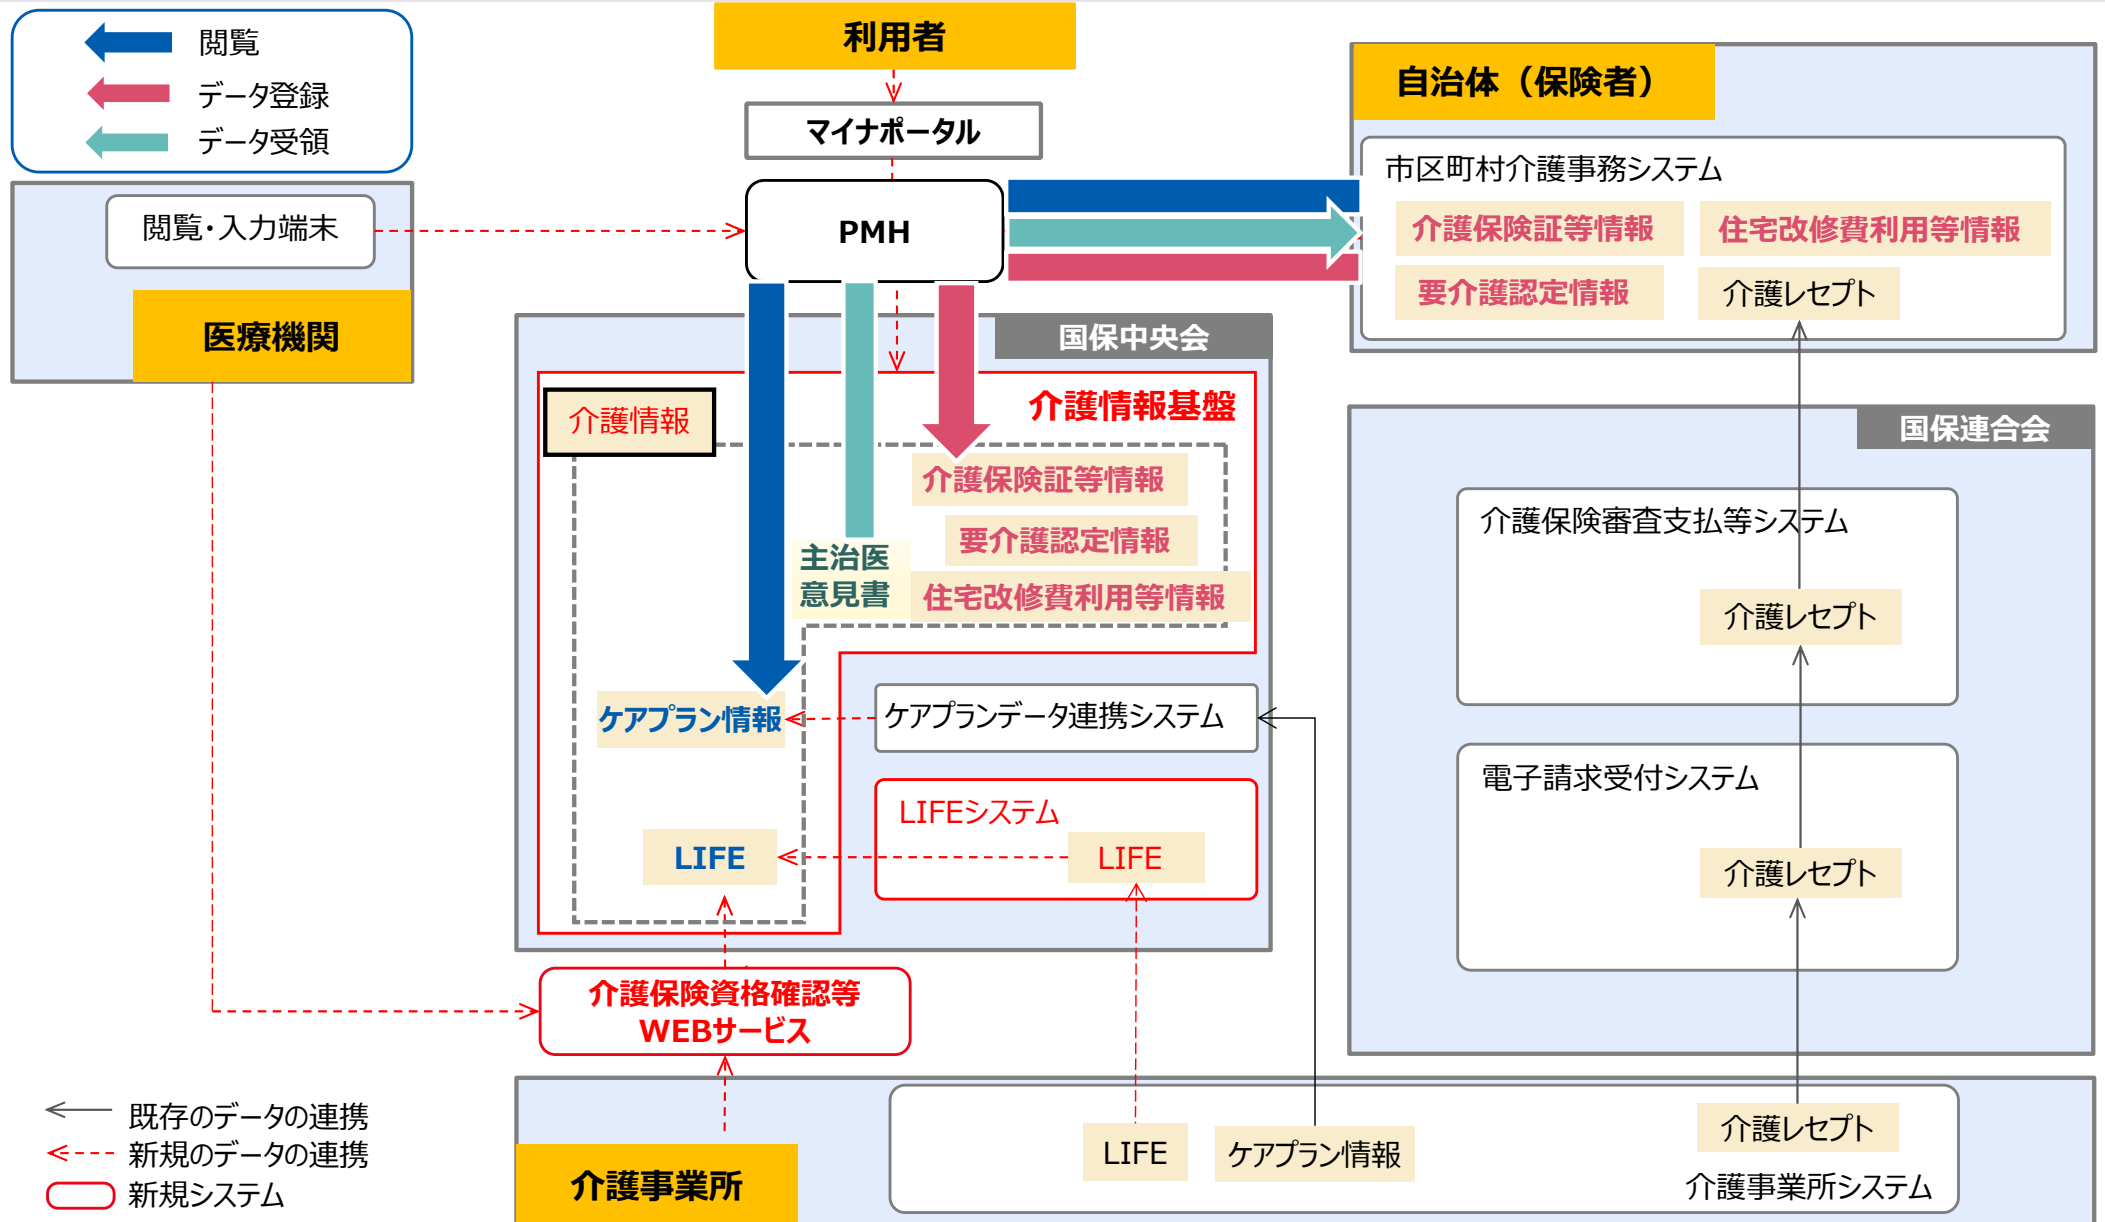 閲覧
データ登録
データ受領
利用者
マイナポータル
PMH
閲覧・入力端末
医療機関
自治体（保険者）
市区町村介護事務システム
介護保険証等情報
住宅改修費利用等情報
要介護認定情報
介護レセプト
国保中央会
介護情報基盤
介護情報
介護保険証等情報
要介護認定情報
主治医
意見書
住宅改修費利用等情報
ケアプラン情報
ケアプランデータ連携システム
LIFEシステム
LIFE
LIFE
国保連合会
介護保険審査支払等システム
介護レセプト
電子請求受付システム
介護レセプト
介護保険資格確認等
WEBサービス
既存のデータの連携
新規のデータの連携
新規システム
介護事業所
LIFE
ケアプラン情報
介護レセプト
介護事業所システム